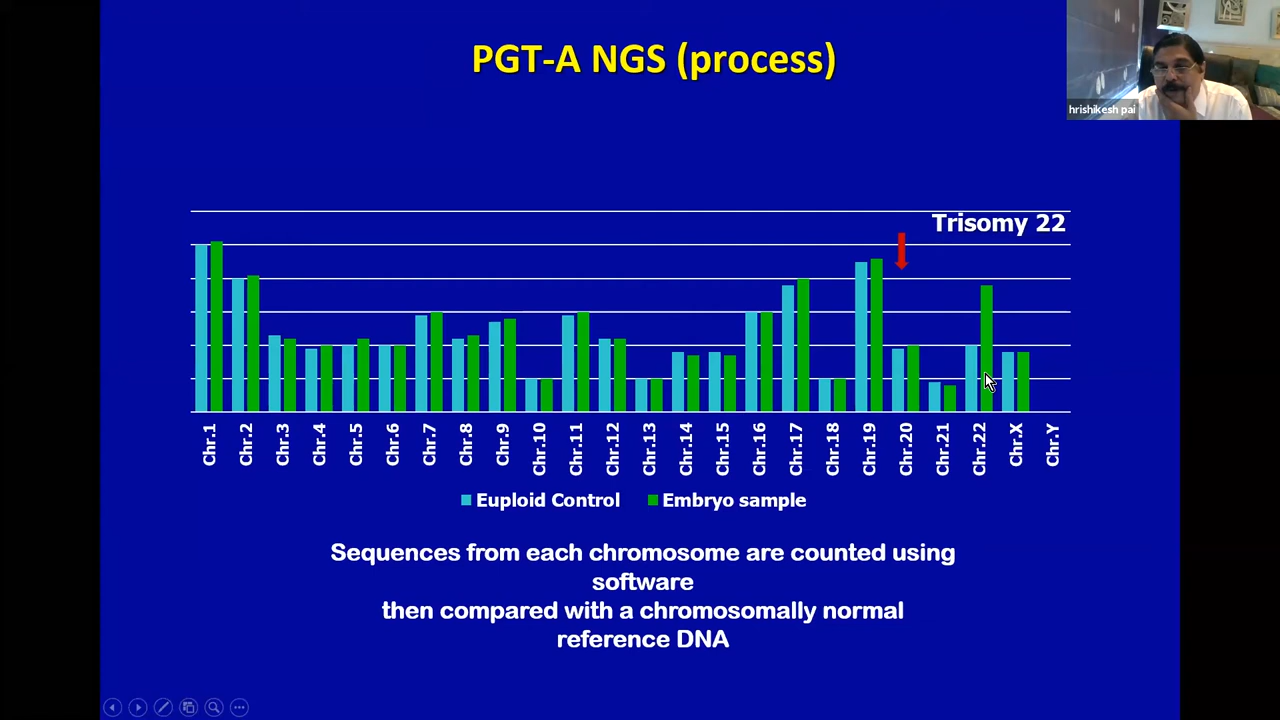 PGT-A NGS (process)
hrishikesh pai
Trisomy 22
Chr.1
Chr.2
Chr.3
Chr.4
Chr.5
Chr.6
Chr.7
Chr.8
Chr.9
Chr.10
Chr.11
Chr.12
Chr.13
Chr.14
Chr.15
Chr.16
Chr.17
Chr.18
Chr.19
Chr.20
Chr.21
Chr.22
Chr.X
Chr.Y
Euploid Control
Embryo sample
Sequences from each chromosome are counted using
software
then compared with a chromosomally normal
reference DNA